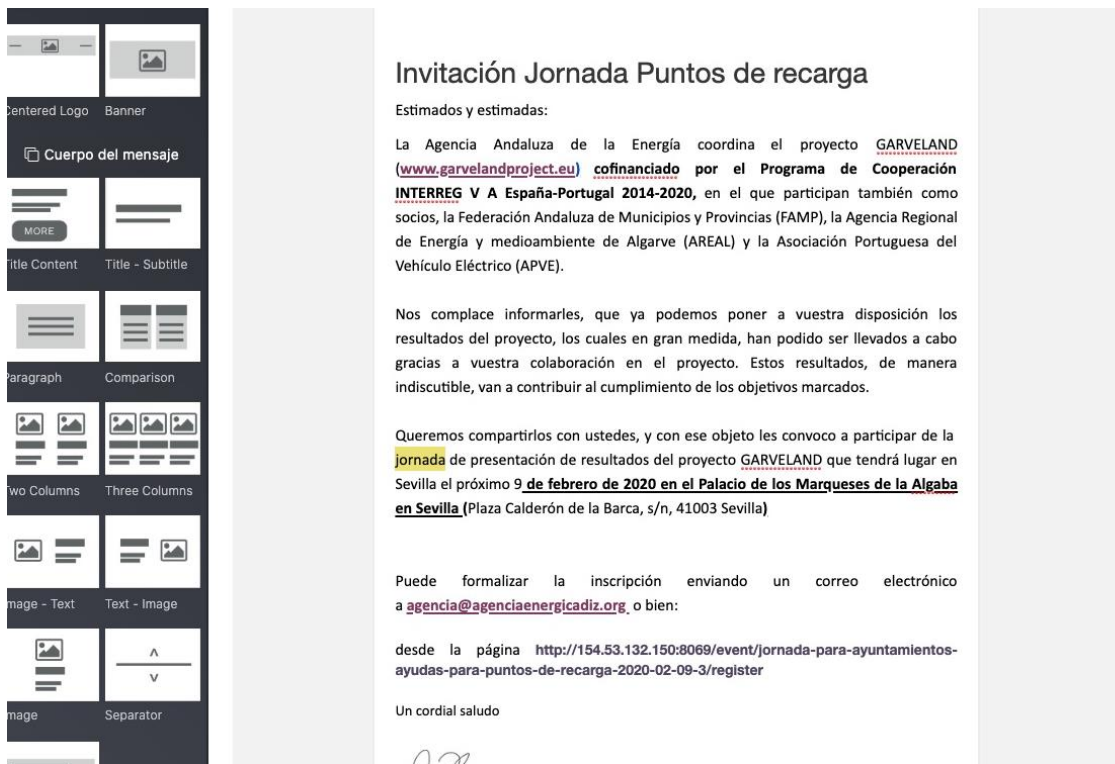 Centered Logo
Banner
Cuerpo del mensaje
MORE
Title Content
Title - Subtitle
Paragraph
Comparison
Two Columns
Three Columns
Image - Text
Text - Image
Image
Separator
Invitación Jornada Puntos de recarga
Estimados y estimadas:
La Agencia Andaluza de la Energía coordina el proyecto GARVELAND
(www.garvelandproject.eu) cofinanciado por el Programa de Cooperación
INTERREG V A España-Portugal 2014-2020, en el que participan también como
socios, la Federación Andaluza de Municipios y Provincias (FAMP), la Agencia Regional
de Energía y medioambiente de Algarve (AREAL) y la Asociación Portuguesa del
Vehículo Eléctrico (APVE).
Nos complace informarles, que ya podemos poner a vuestra disposición los
resultados del proyecto, los cuales en gran medida, han podido ser llevados a cabo
gracias a vuestra colaboración en el proyecto. Estos resultados, de manera
indiscutible, van a contribuir al cumplimiento de los objetivos marcados.
Queremos compartirlos con ustedes, y con ese objeto les convoco a participar de la
jornada de presentación de resultados del proyecto GARVELAND que tendrá lugar en
Sevilla el próximo 9 de febrero de 2020 en el Palacio de los Marqueses de la Algaba
en Sevilla (Plaza Calderón de la Barca, s/n, 41003 Sevilla)
Puede formalizar la inscripción enviando un correo electrónico
a agencia@agenciaenergicadiz.org o bien:
desde la página http://154.53.132.150:8069/event/jornada-para-ayuntamientos-
ayudas-para-puntos-de-recarga-2020-02-09-3/register
Un cordial saludo